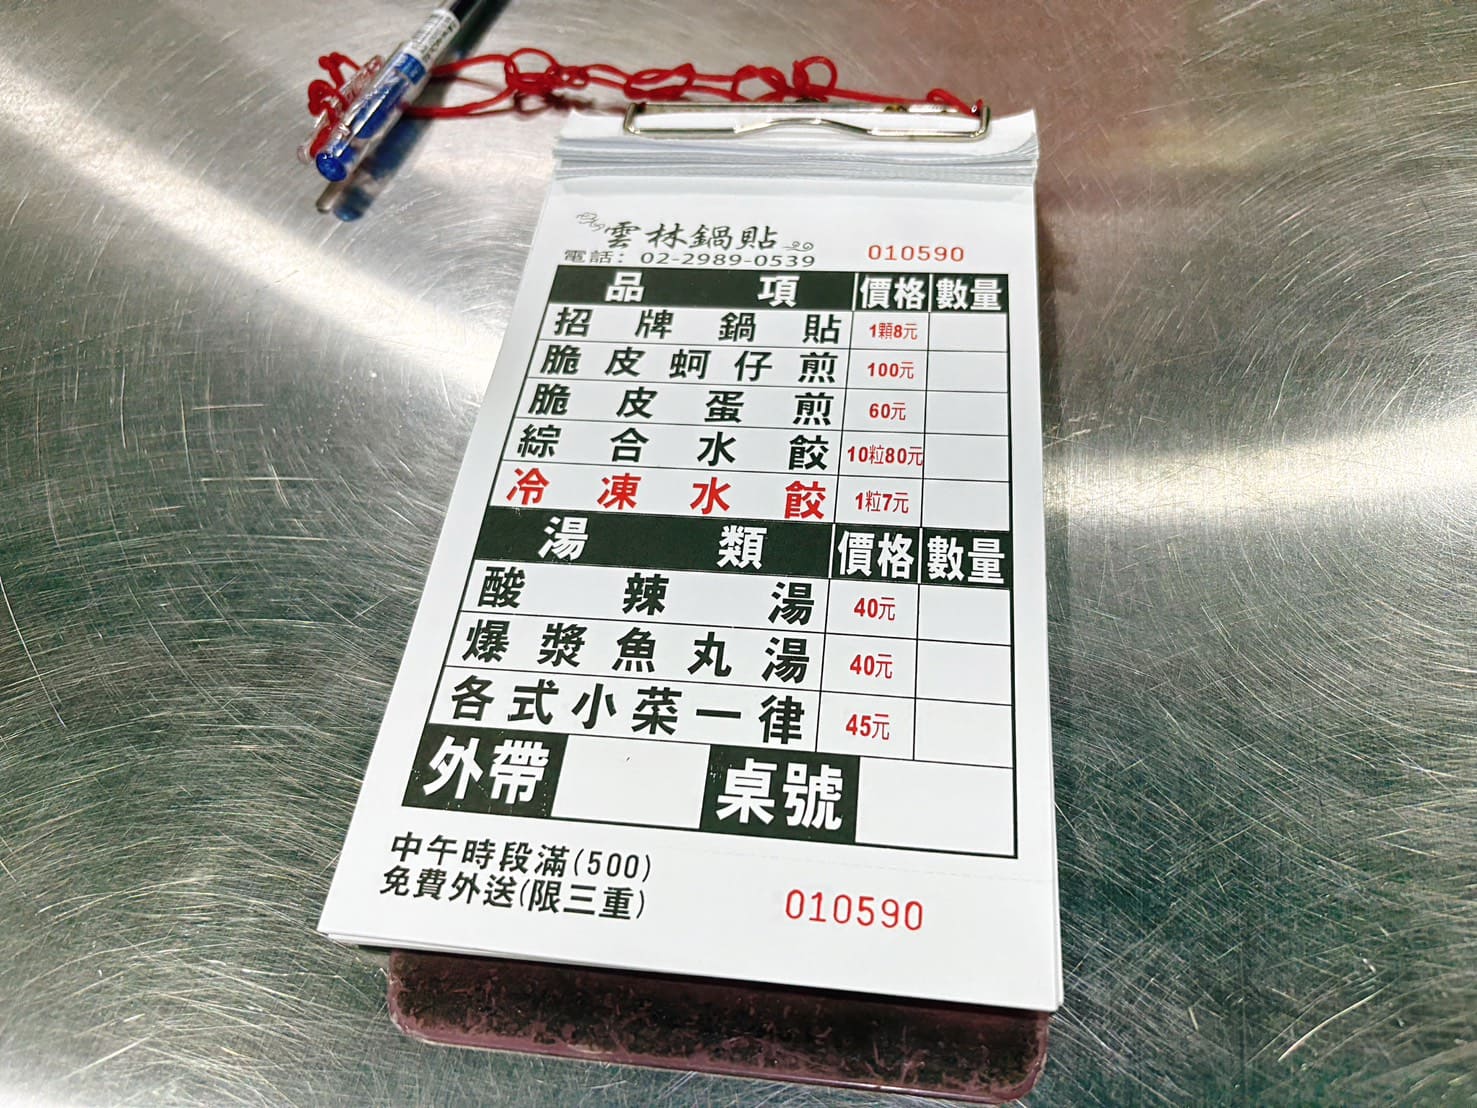 雲林鍋貼
電話: 02-2989-0539
010590
品項 價格 數量
招牌鍋貼 1顆8元
脆皮蚵仔煎 100元
脆皮蛋煎 60元
綜合水餃 10粒80元
冷凍水餃 1粒7元
湯類 價格 數量
酸辣湯 40元
爆漿魚丸湯 40元
各式小菜一律 45元
外帶 桌號
中午時段滿(500)
免費外送(限三重)
010590